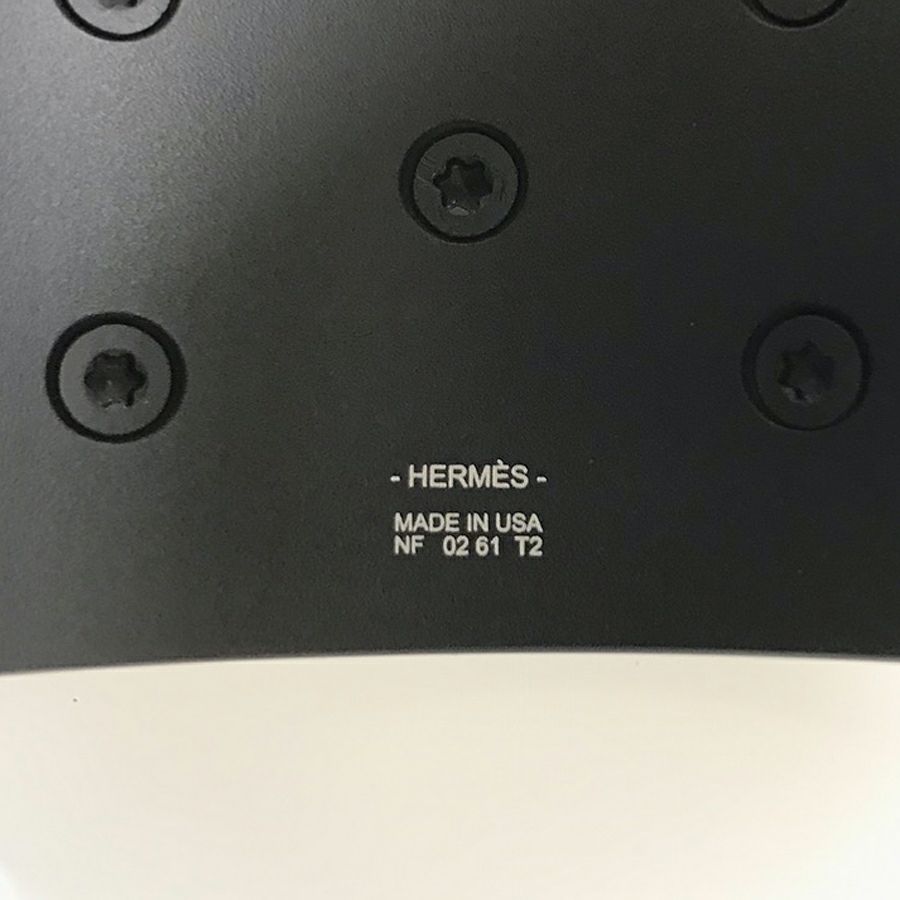 - HERMÈS -
MADE IN USA
NF 02 61 T2